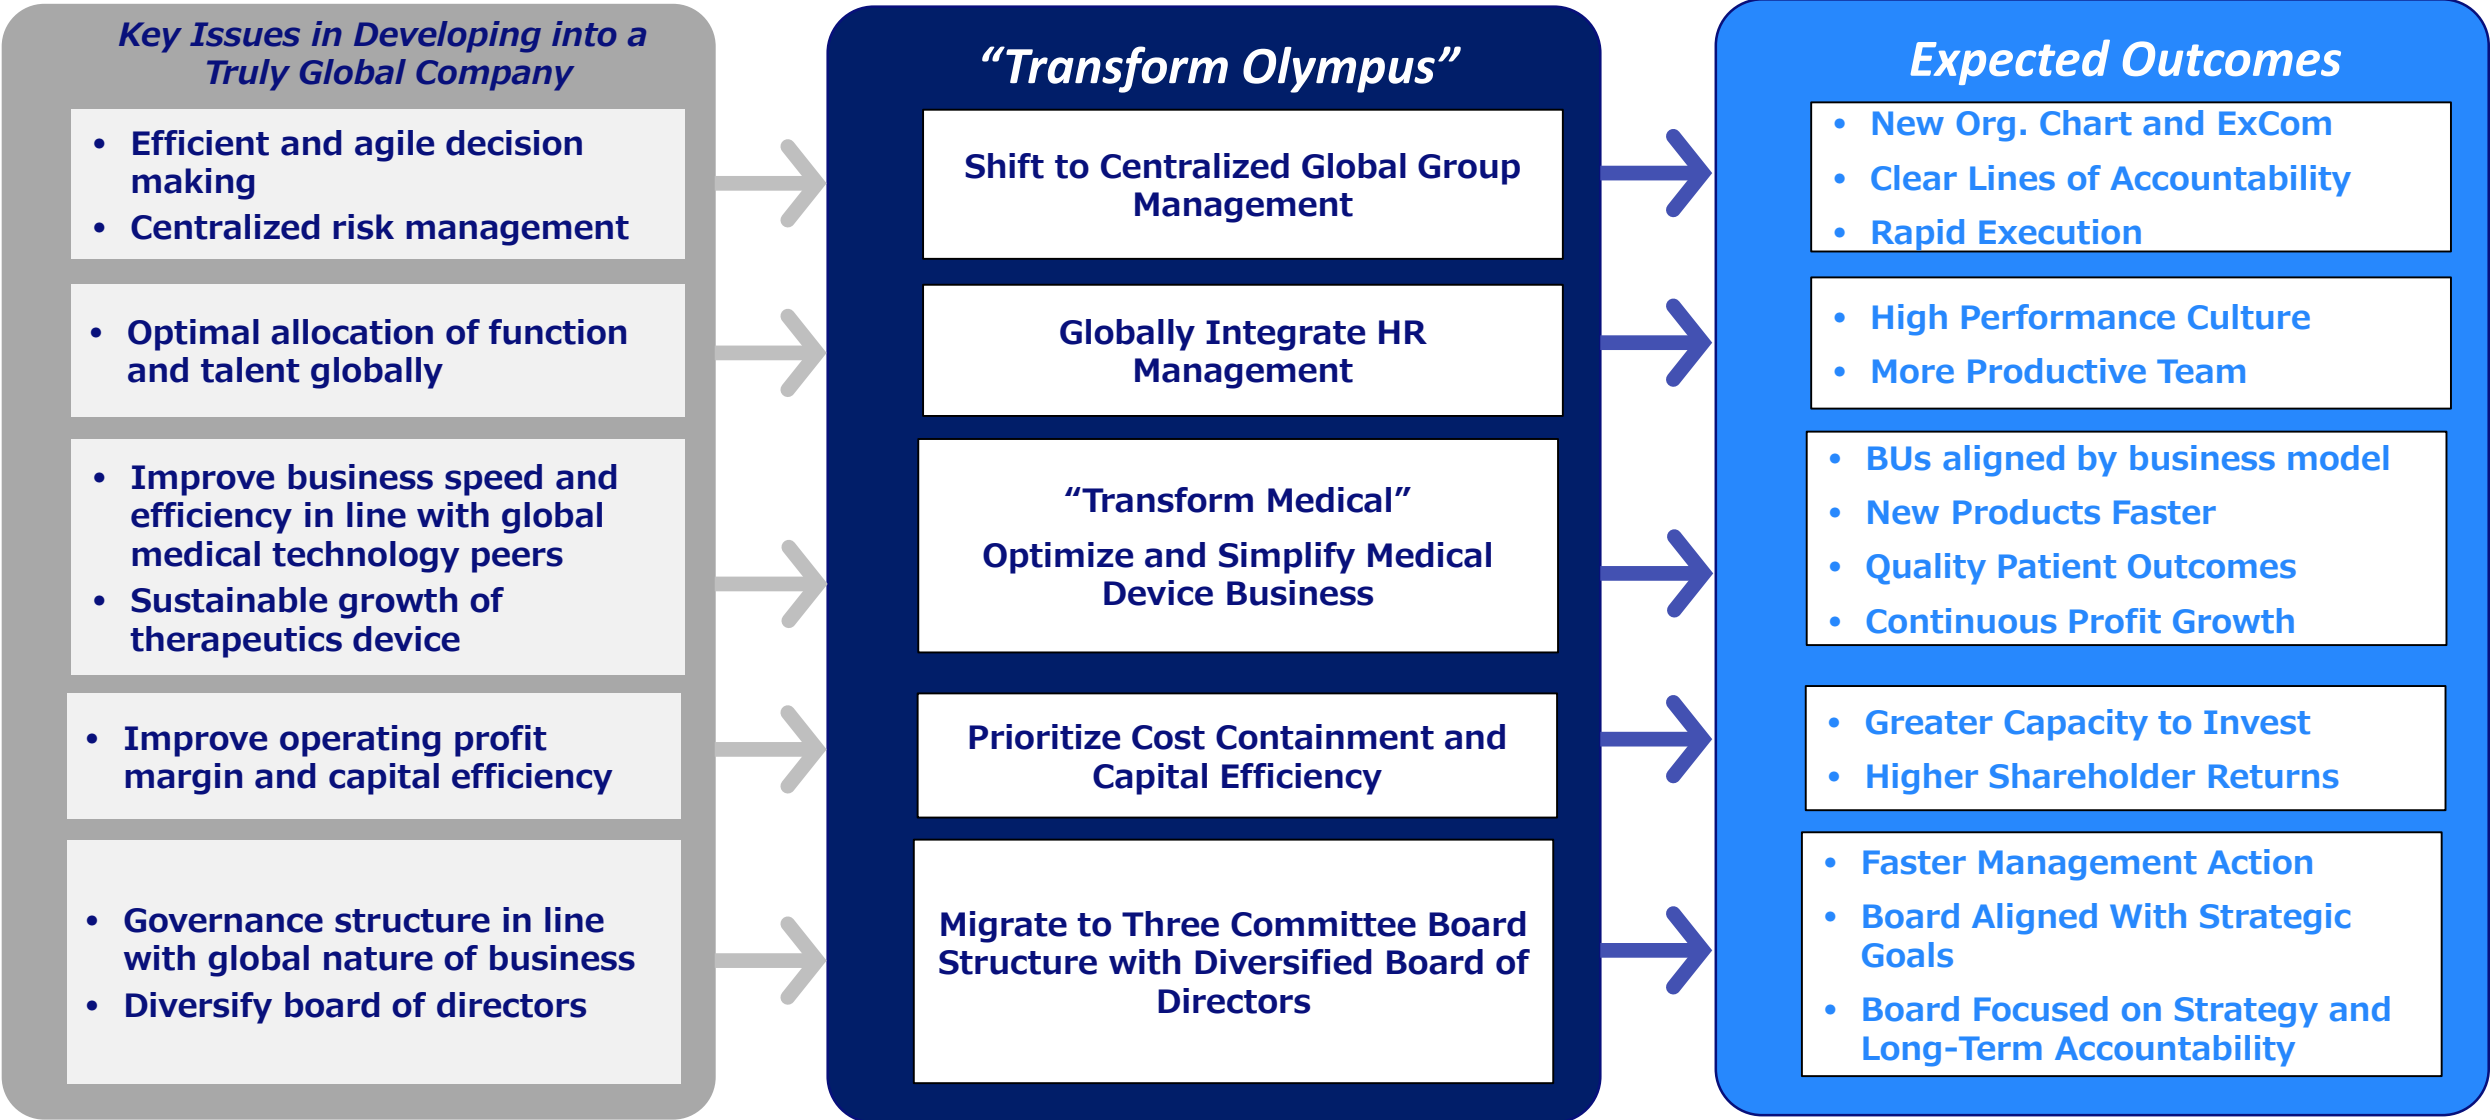 Key Issues in Developing into a
Truly Global Company
• Efficient and agile decision
making
• Centralized risk management
• Optimal allocation of function
and talent globally
• Improve business speed and
efficiency in line with global
medical technology peers
• Sustainable growth of
therapeutics device
• Improve operating profit
margin and capital efficiency
• Governance structure in line
with global nature of business
• Diversify board of directors
“Transform Olympus”
Shift to Centralized Global Group
Management
Globally Integrate HR
Management
“Transform Medical”
Optimize and Simplify Medical
Device Business
Prioritize Cost Containment and
Capital Efficiency
Migrate to Three Committee Board
Structure with Diversified Board of
Directors
Expected Outcomes
• New Org. Chart and ExCom
• Clear Lines of Accountability
• Rapid Execution
• High Performance Culture
• More Productive Team
• BUs aligned by business model
• New Products Faster
• Quality Patient Outcomes
• Continuous Profit Growth
• Greater Capacity to Invest
• Higher Shareholder Returns
• Faster Management Action
• Board Aligned With Strategic
Goals
• Board Focused on Strategy and
Long-Term Accountability